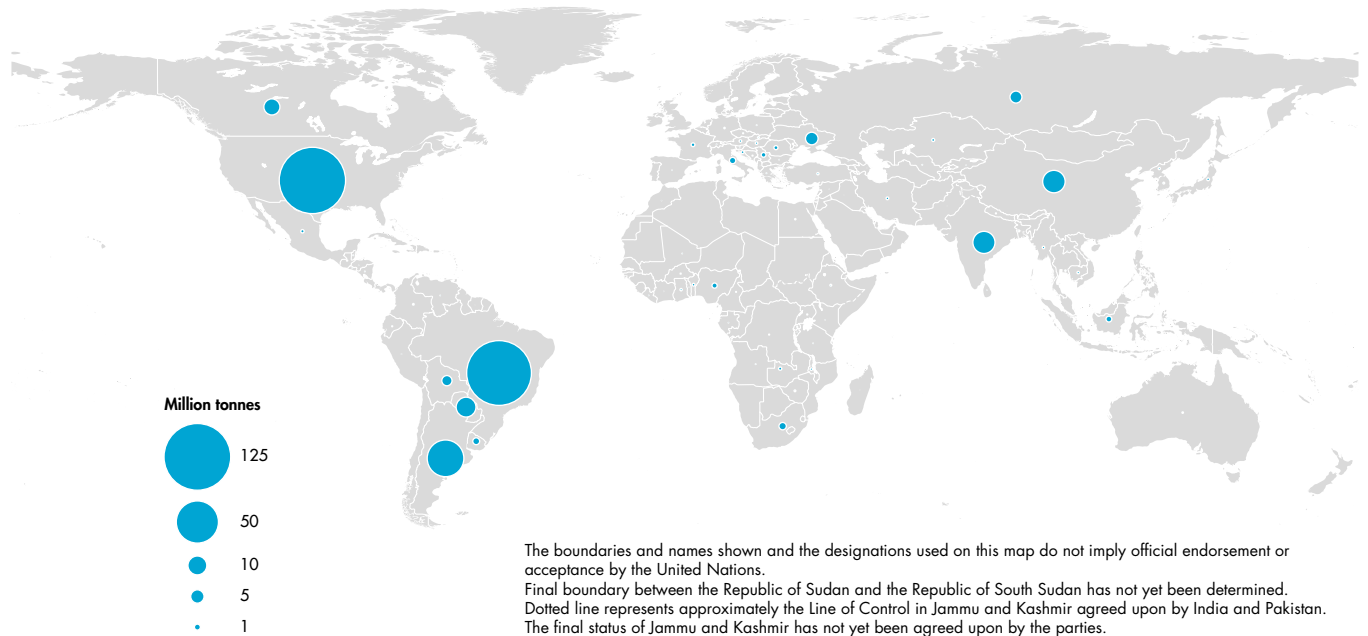 Million tonnes
125
50
10
5
1
The boundaries and names shown and the designations used on this map do not imply official endorsement or
acceptance by the United Nations.
Final boundary between the Republic of Sudan and the Republic of South Sudan has not yet been determined.
Dotted line represents approximately the Line of Control in Jammu and Kashmir agreed upon by India and Pakistan.
The final status of Jammu and Kashmir has not yet been agreed upon by the parties.